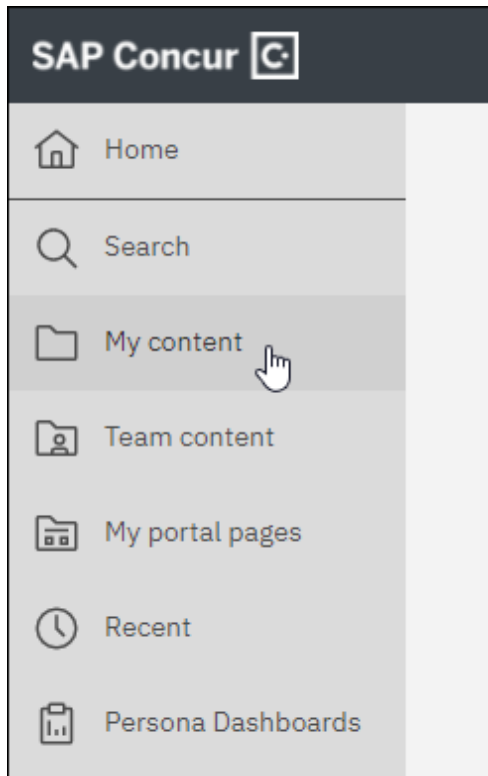 SAP Concur C
Home
Search
My content
Team content
My portal pages
Recent
Persona Dashboards